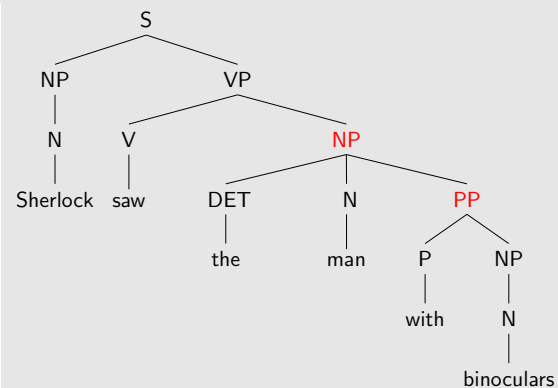 S
NP VP
N V NP
Sherlock saw DET N PP
the man P NP
with N
binoculars